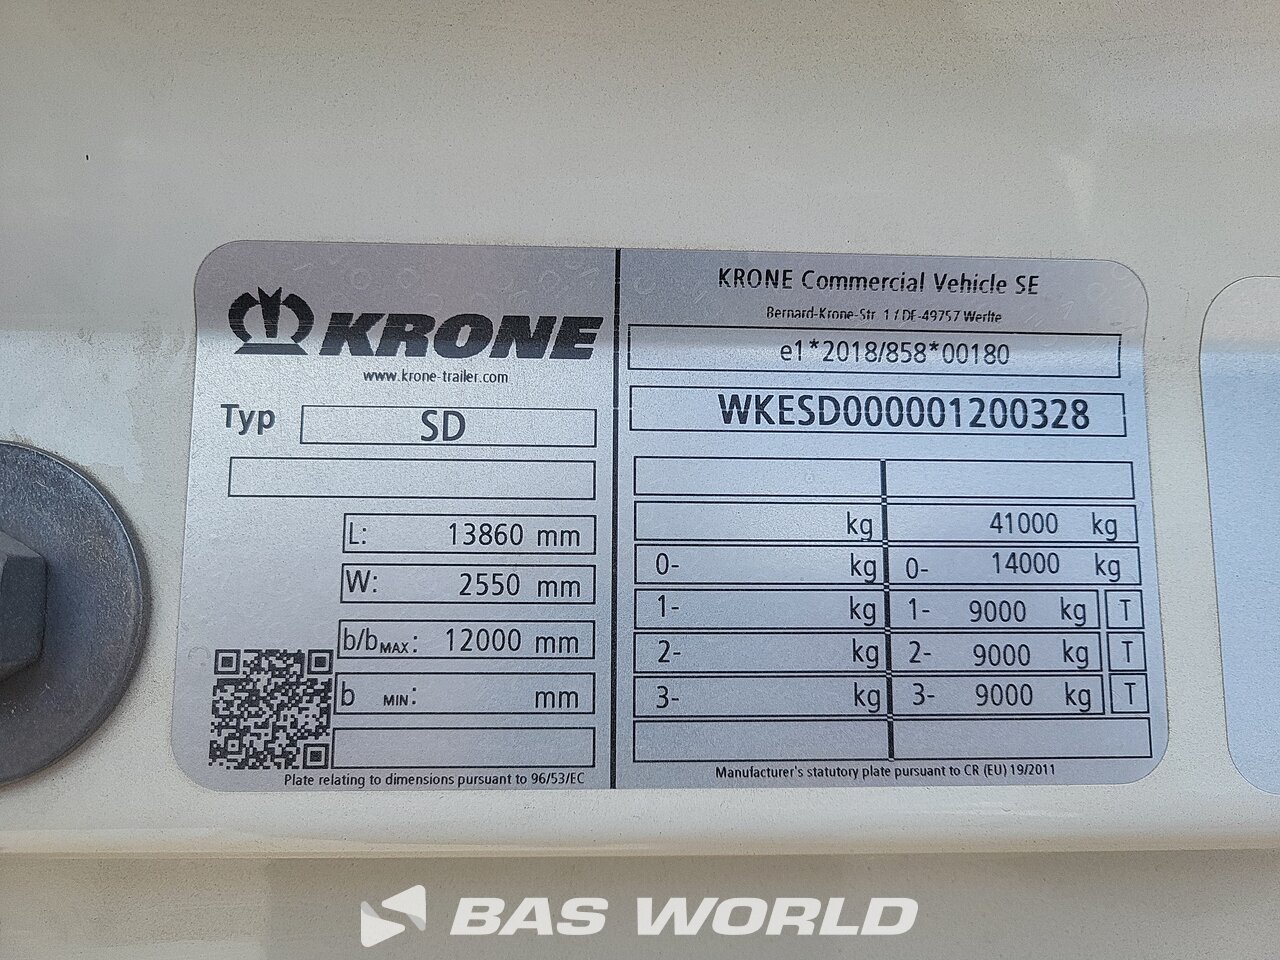 KRONE
www.krone-trailer.com
Typ SD
L: 13860 mm
W: 2550 mm
b/bMAX: 12000 mm
b MIN: mm
Plate relating to dimensions pursuant to 96/53/EC
KRONE Commercial Vehicle SE
Bernard-Krone-Str. 1 / DE-49757 Werlte
e1*2018/858*00180
WKESD000001200328
kg 41000 kg
0- kg 0- 14000 kg
1- kg 1- 9000 kg T
2- kg 2- 9000 kg T
3- kg 3- 9000 kg T
Manufacturer's statutory plate pursuant to CR (EU) 19/2011
BAS WORLD